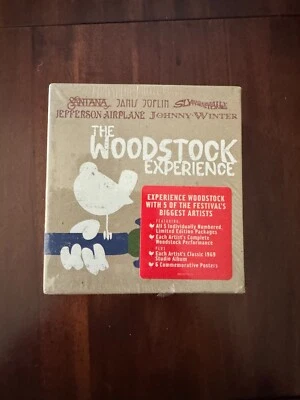 SANTANA JANIS JOPLIN SLY & THE FAMILY STONE
JEFFERSON AIRPLANE JOHNNY WINTER
THE
WOODSTOCK
EXPERIENCE
EXPERIENCE WOODSTOCK
WITH 5 OF THE FESTIVAL'S
BIGGEST ARTISTS
FEATURING:
All 5 Individually Numbered,
Limited Edition Packages
Each Artist's Complete
Woodstock Performance
PLUS
Each Artist's Classic 1969
Studio Album
6 Commemorative Posters